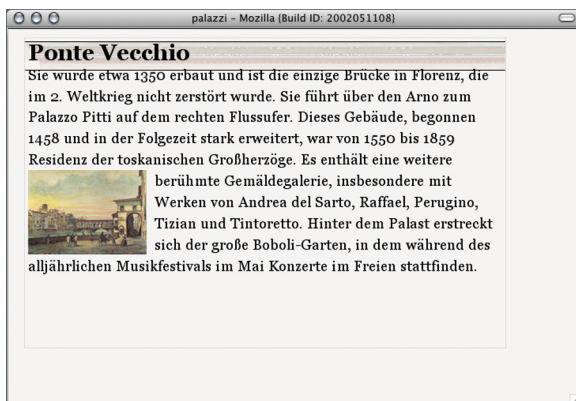 palazzi - Mozilla {Build ID: 2002051108}
Ponte Vecchio
Sie wurde etwa 1350 erbaut und ist die einzige Brücke in Florenz, die
im 2. Weltkrieg nicht zerstört wurde. Sie führt über den Arno zum
Palazzo Pitti auf dem rechten Flussufer. Dieses Gebäude, begonnen
1458 und in der Folgezeit stark erweitert, war von 1550 bis 1859
Residenz der toskanischen Großherzöge. Es enthält eine weitere
berühmte Gemäldegalerie, insbesondere mit
Werken von Andrea del Sarto, Raffael, Perugino,
Tizian und Tintoretto. Hinter dem Palast erstreckt
sich der große Boboli-Garten, in dem während des
alljährlichen Musikfestivals im Mai Konzerte im Freien stattfinden.